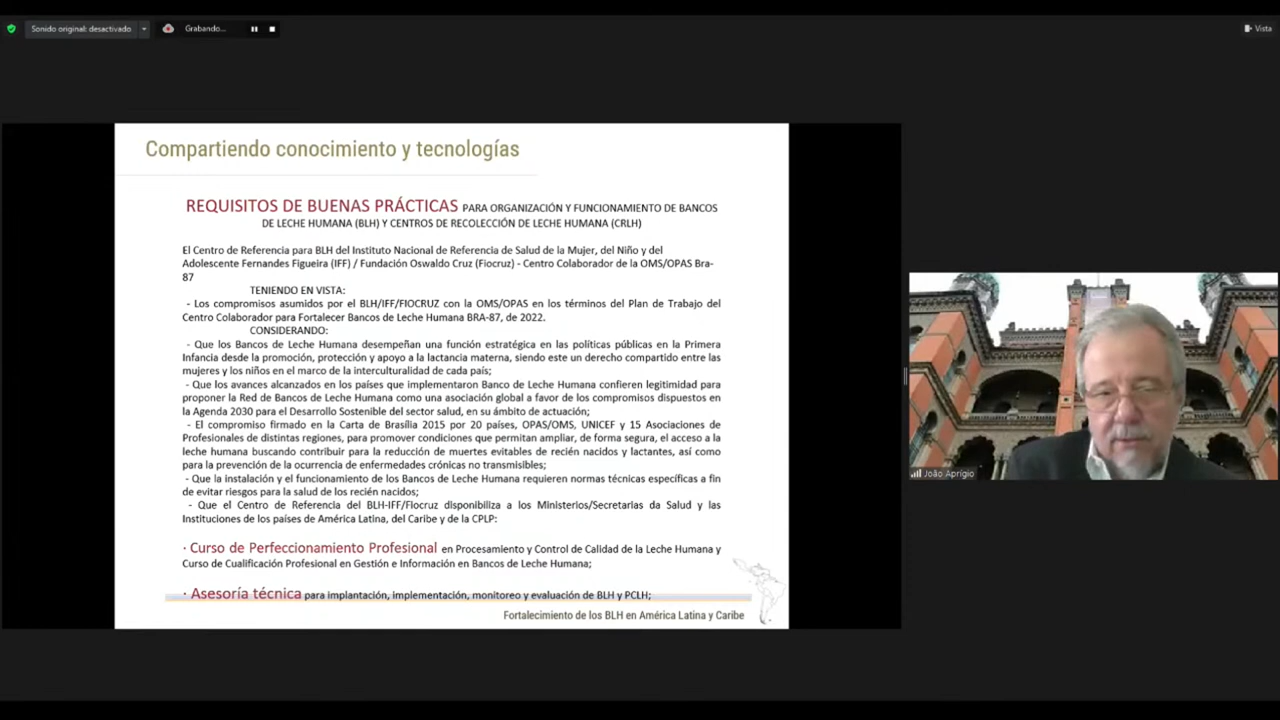 Sonido original: desactivado
Grabando...
Vista
Compartiendo conocimiento y tecnologías
REQUISITOS DE BUENAS PRÁCTICAS PARA ORGANIZACIÓN Y FUNCIONAMIENTO DE BANCOS
DE LECHE HUMANA (BLH) Y CENTROS DE RECOLECCIÓN DE LECHE HUMANA (CRLH)
El Centro de Referencia para BLH del Instituto Nacional de Referencia de Salud de la Mujer, del Niño y del
Adolescente Fernandes Figueira (IFF) / Fundación Oswaldo Cruz (Fiocruz) - Centro Colaborador de la OMS/OPAS Bra-
87
TENIENDO EN VISTA:
- Los compromisos asumidos por el BLH/IFF/FIOCRUZ con la OMS/OPAS en los términos del Plan de Trabajo del
Centro Colaborador para Fortalecer Bancos de Leche Humana BRA-87, de 2022.
CONSIDERANDO:
- Que los Bancos de Leche Humana desempeñan una función estratégica en las políticas públicas en la Primera
Infancia desde la promoción, protección y apoyo a la lactancia materna, siendo este un derecho compartido entre las
mujeres y los niños en el marco de la interculturalidad de cada país;
- Que los avances alcanzados en los países que implementaron Banco de Leche Humana confieren legitimidad para
proponer la Red de Bancos de Leche Humana como una asociación global a favor de los compromisos dispuestos en
la Agenda 2030 para el Desarrollo Sostenible del sector salud, en su ámbito de actuación;
- El compromiso firmado en la Carta de Brasília 2015 por 20 países, OPAS/OMS, UNICEF y 15 Asociaciones de
Profesionales de distintas regiones, para promover condiciones que permitan ampliar, de forma segura, el acceso a la
leche humana buscando contribuir para la reducción de muertes evitables de recién nacidos y lactantes, así como
para la prevención de la ocurrencia de enfermedades crónicas no transmisibles;
- Que la instalación y el funcionamiento de los Bancos de Leche Humana requieren normas técnicas específicas a fin
de evitar riesgos para la salud de los recién nacidos;
- Que el Centro de Referencia del BLH-IFF/Fiocruz disponibiliza a los Ministerios/Secretarias da Salud y las
Instituciones de los países de América Latina, del Caribe y de la CPLP:
· Curso de Perfeccionamiento Profesional en Procesamiento y Control de Calidad de la Leche Humana y
Curso de Cualificación Profesional en Gestión e Información en Bancos de Leche Humana;
· Asesoría técnica para implantación, implementación, monitoreo y evaluación de BLH y PCLH;
Fortalecimiento de los BLH en América Latina y Caribe
João Aprigio